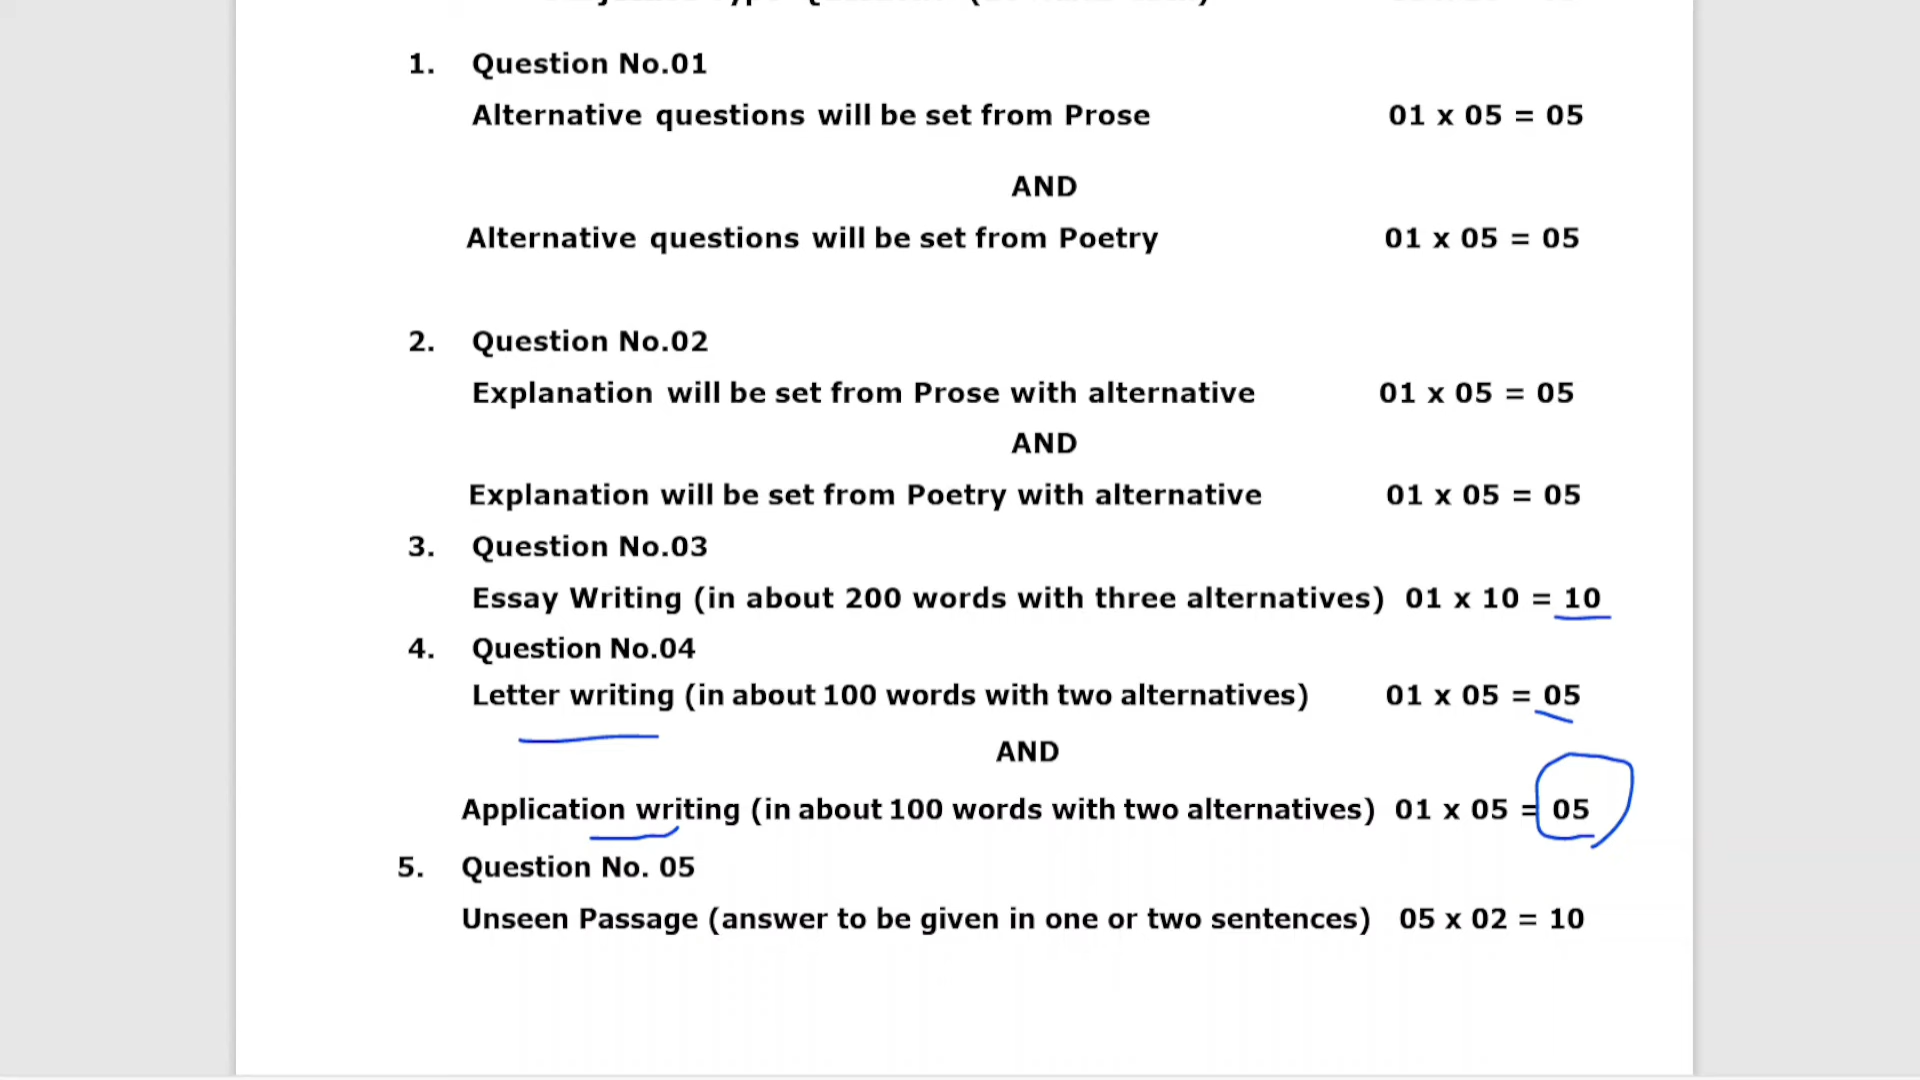 1. Question No.01
Alternative questions will be set from Prose 01 x 05 = 05
AND
Alternative questions will be set from Poetry 01 x 05 = 05
2. Question No.02
Explanation will be set from Prose with alternative 01 x 05 = 05
AND
Explanation will be set from Poetry with alternative 01 x 05 = 05
3. Question No.03
Essay Writing (in about 200 words with three alternatives) 01 x 10 = 10
4. Question No.04
Letter writing (in about 100 words with two alternatives) 01 x 05 = 05
AND
Application writing (in about 100 words with two alternatives) 01 x 05 = 05
5. Question No. 05
Unseen Passage (answer to be given in one or two sentences) 05 x 02 = 10